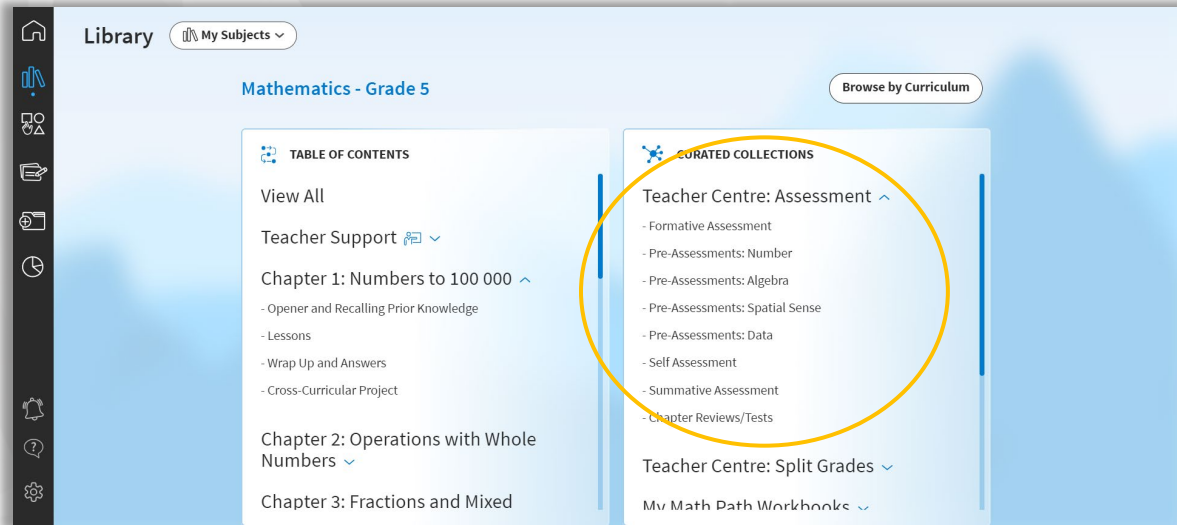 Library
My Subjects
Mathematics - Grade 5
Browse by Curriculum
TABLE OF CONTENTS
View All
Teacher Support
Chapter 1: Numbers to 100 000
- Opener and Recalling Prior Knowledge
- Lessons
- Wrap Up and Answers
- Cross-Curricular Project
Chapter 2: Operations with Whole
Numbers
Chapter 3: Fractions and Mixed
CURATED COLLECTIONS
Teacher Centre: Assessment
- Formative Assessment
- Pre-Assessments: Number
- Pre-Assessments: Algebra
- Pre-Assessments: Spatial Sense
- Pre-Assessments: Data
- Self Assessment
- Summative Assessment
- Chapter Reviews/Tests
Teacher Centre: Split Grades
My Math Path Workbooks